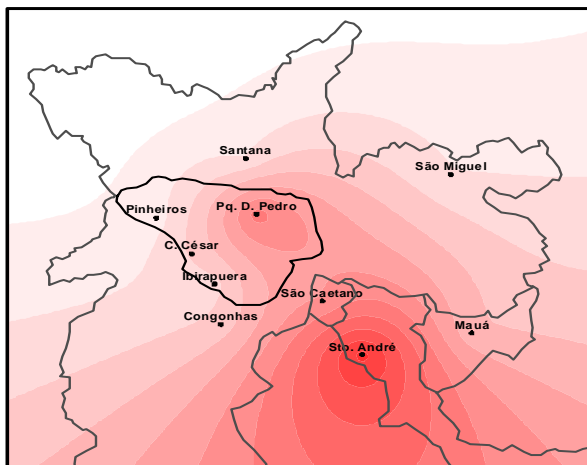 Santana
São Miguel
Pinheiros
Pq. D. Pedro
C. César
Ibirapuera
São Caetano
Congonhas
Mauá
Sto. André